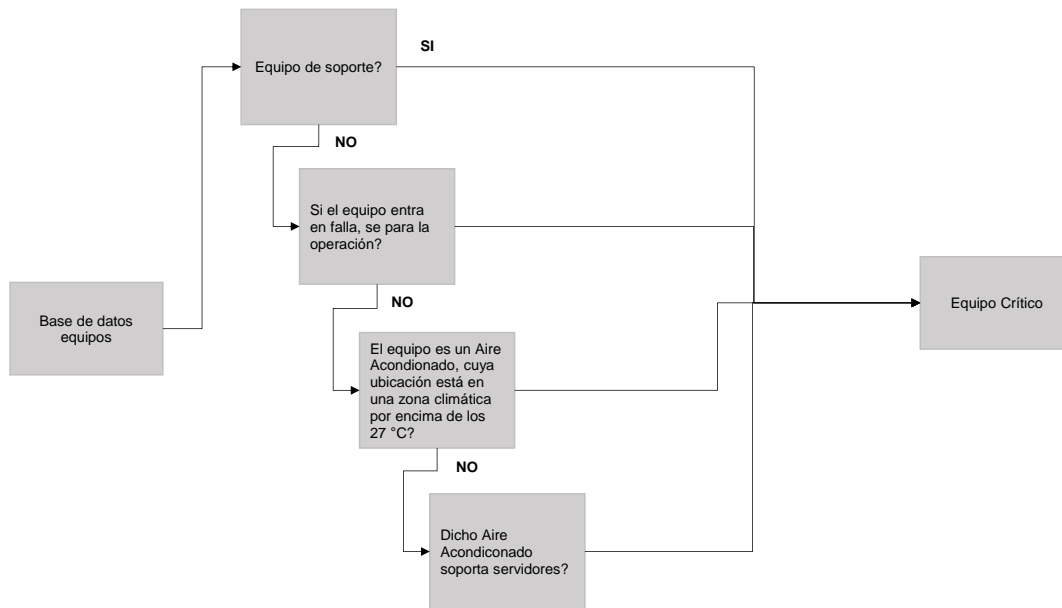 Equipo de soporte?
SI
NO
Si el equipo entra
en falla, se para la
operación?
NO
Base de datos
equipos
Equipo Crítico
El equipo es un Aire
Acondionado, cuya
ubicación está en
una zona climática
por encima de los
27 °C?
NO
Dicho Aire
Acondiconado
soporta servidores?